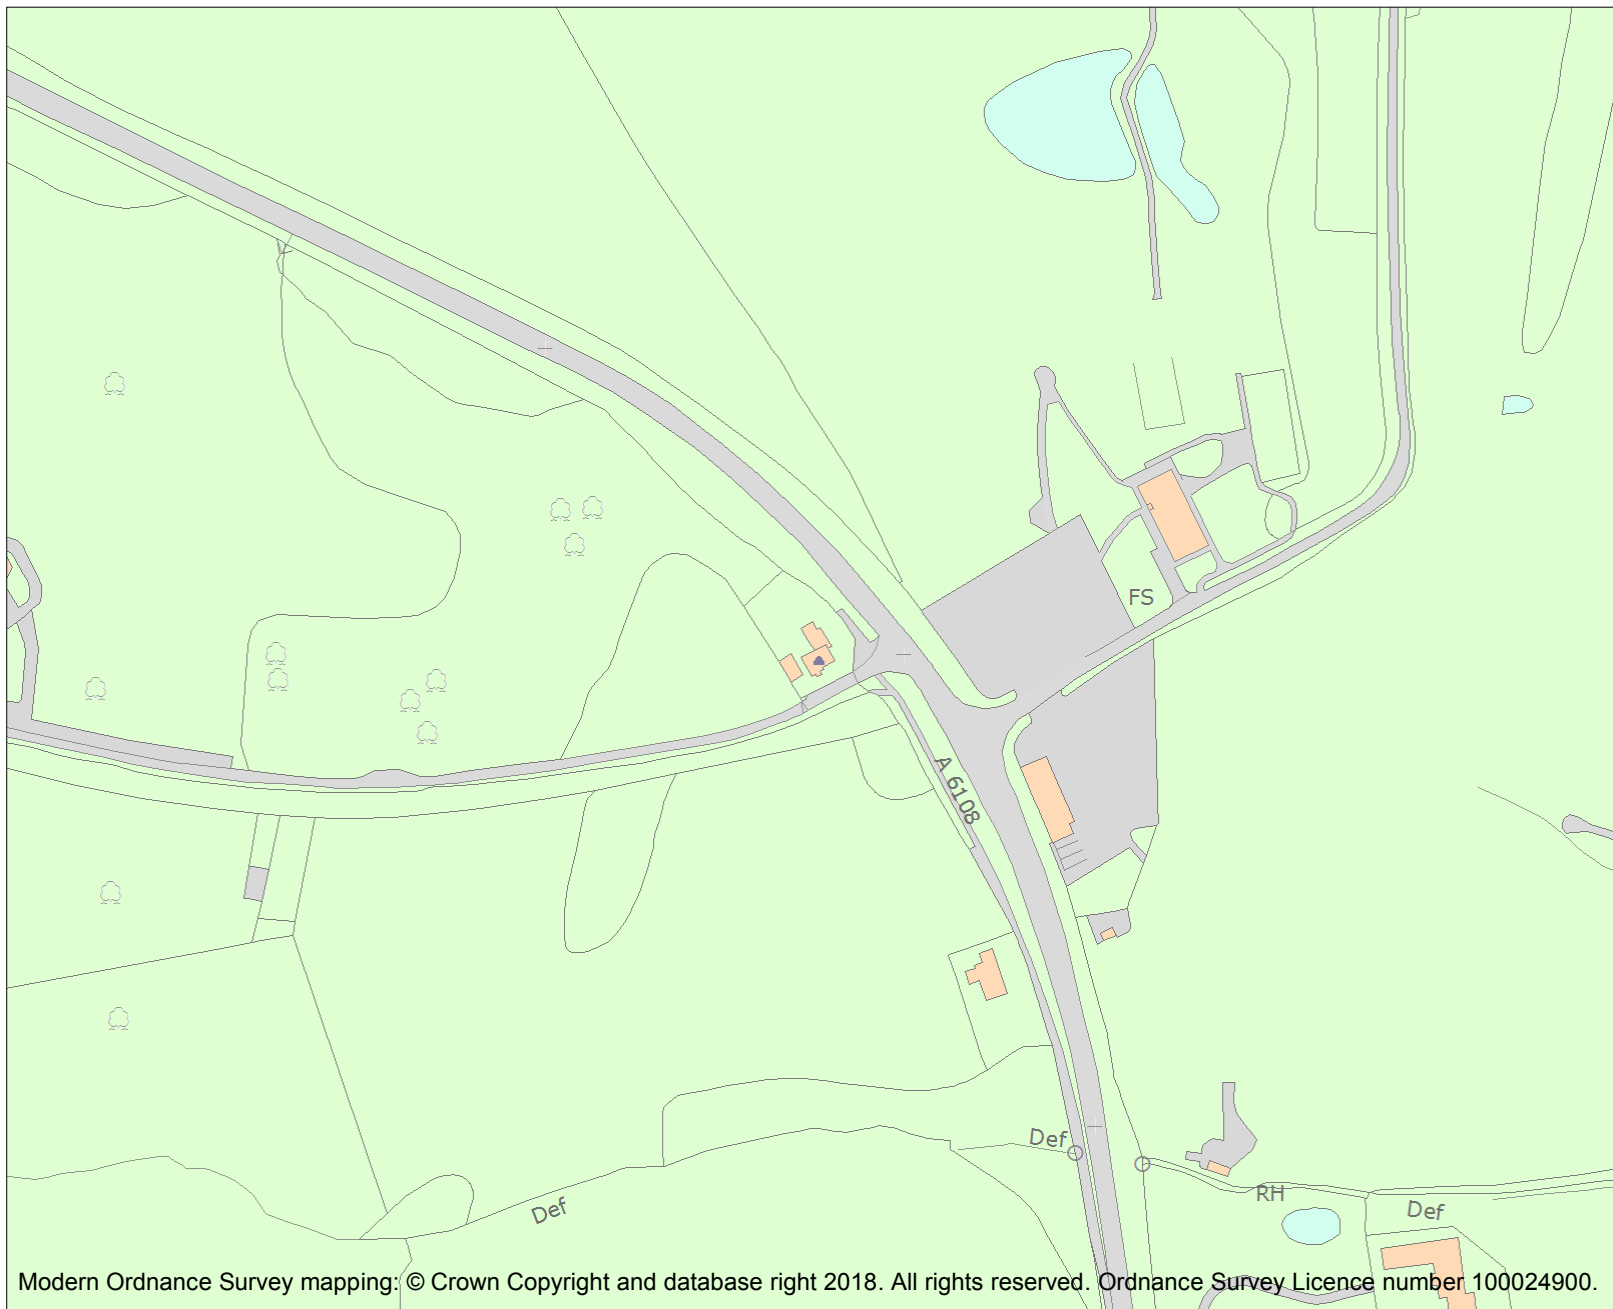 FS
A 6108
Def
RH
Def
Def
Modern Ordnance Survey mapping: © Crown Copyright and database right 2018. All rights reserved. Ordnance Survey Licence number 100024900.